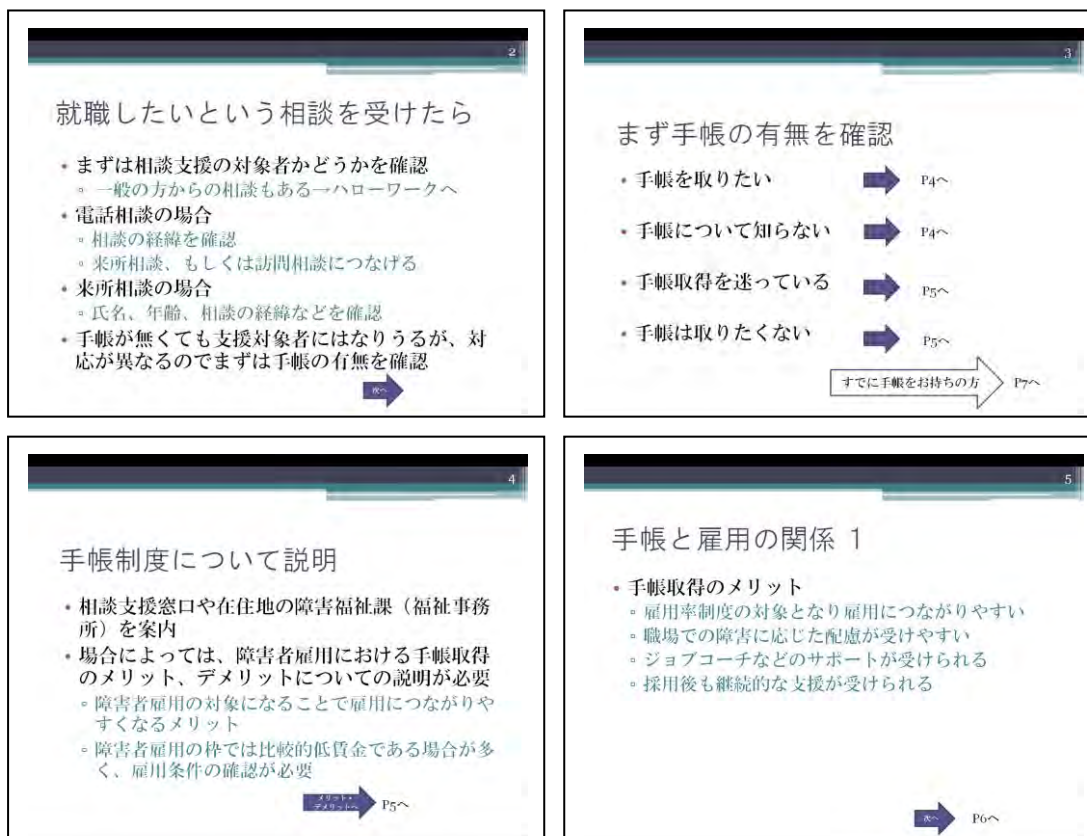 2
就職したいという相談を受けたら
・まずは相談支援の対象者かどうかを確認
▫ 一般の方からの相談もある→ハローワークへ
・電話相談の場合
▫ 相談の経緯を確認
▫ 来所相談、もしくは訪問相談につなげる
・来所相談の場合
▫ 氏名、年齢、相談の経緯などを確認
・手帳が無くても支援対象者にはなりうるが、対
応が異なるのでまずは手帳の有無を確認
次へ
3
まず手帳の有無を確認
・手帳を取りたい P4へ
・手帳について知らない P4へ
・手帳取得を迷っている P5へ
・手帳は取りたくない P5へ
すでに手帳をお持ちの方 P7へ
4
手帳制度について説明
・相談支援窓口や在住地の障害福祉課（福祉事務
所）を案内
・場合によっては、障害者雇用における手帳取得
のメリット、デメリットについての説明が必要
▫ 障害者雇用の対象になることで雇用につながりや
すくなるメリット
▫ 障害者雇用の枠では比較的低賃金である場合が多
く、雇用条件の確認が必要
メリット・
デメリットへ P5へ
5
手帳と雇用の関係 1
・手帳取得のメリット
▫ 雇用率制度の対象となり雇用につながりやすい
▫ 職場での障害に応じた配慮が受けやすい
▫ ジョブコーチなどのサポートが受けられる
▫ 採用後も継続的な支援が受けられる
次へ P6へ